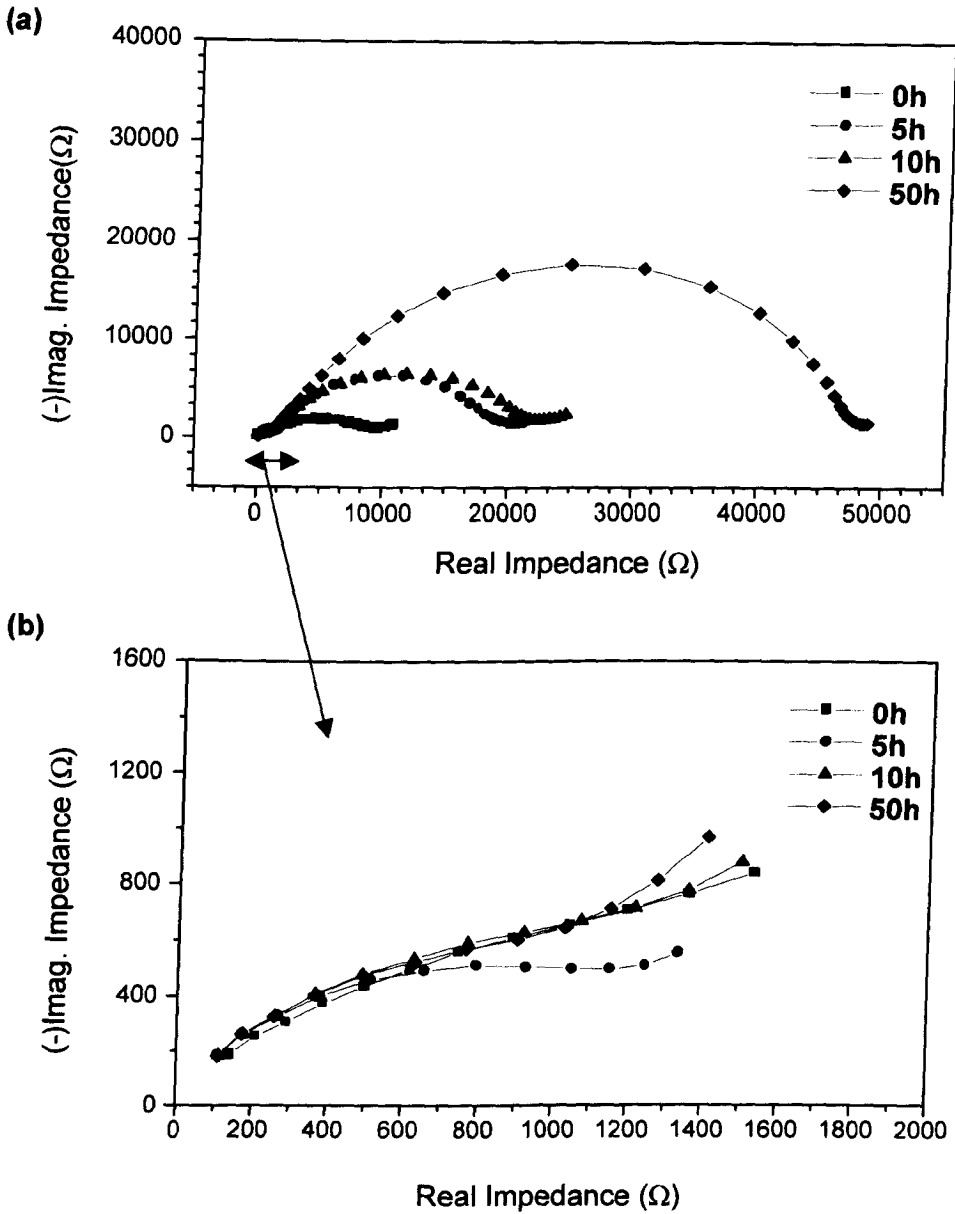 (a)
40000
30000
20000
10000
0
(-)Imag. Impedance(Ω)
0h
5h
10h
50h
0 10000 20000 30000 40000 50000
Real Impedance (Ω)
(b)
1600
1200
800
400
0
(-)Imag. Impedance (Ω)
0h
5h
10h
50h
0 200 400 600 800 1000 1200 1400 1600 1800 2000
Real Impedance (Ω)